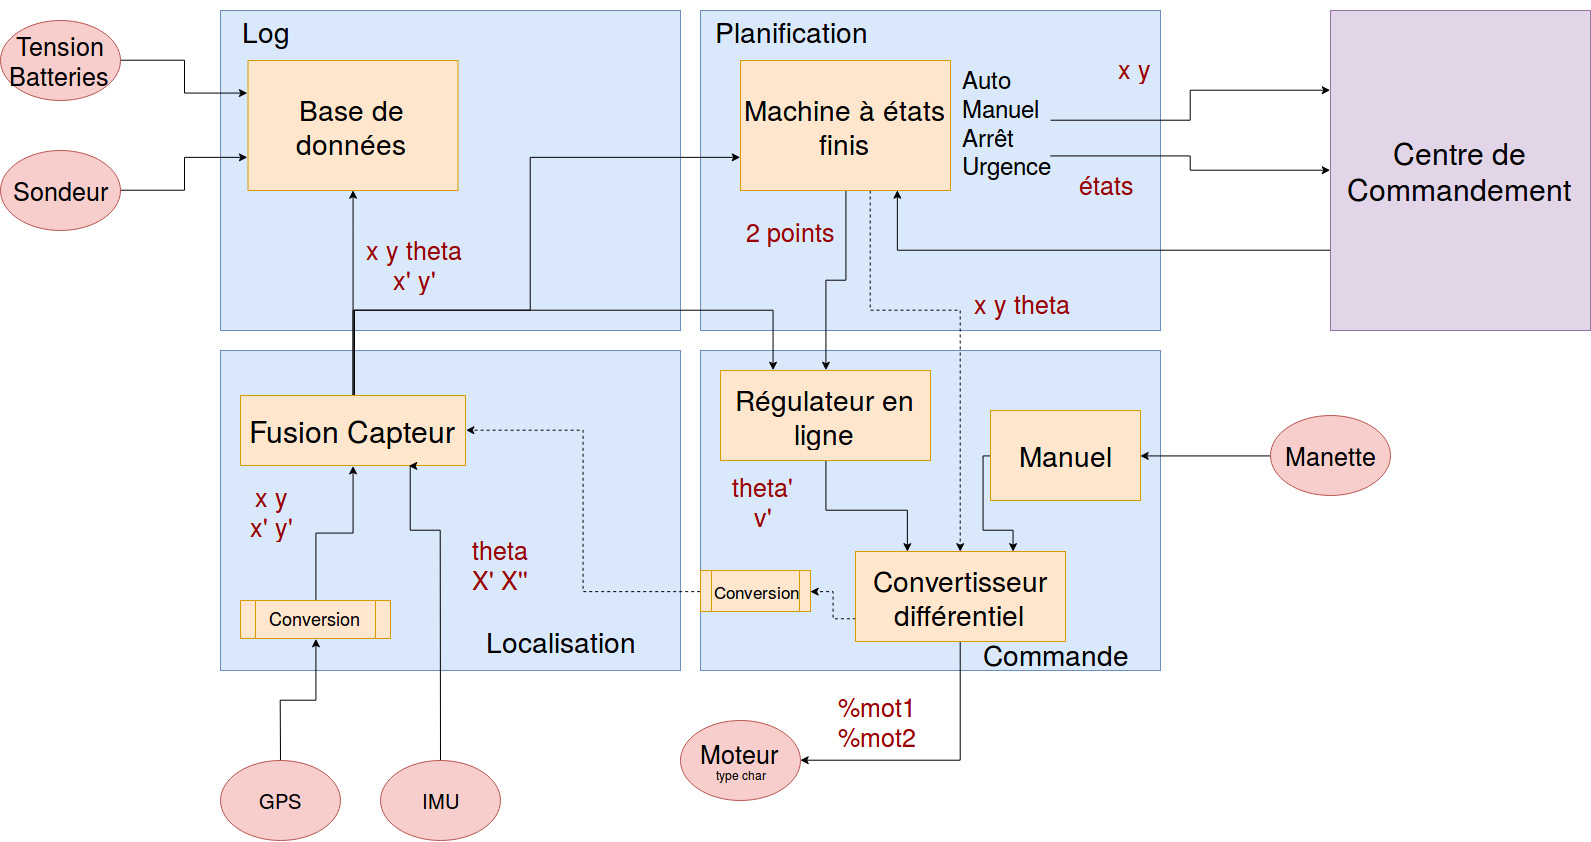 Log
Planification
Tension
Batteries
Base de
données
Machine à états
finis
Auto
Manuel
Arrêt
Urgence
x y
états
Centre de
Commandement
Sondeur
x y theta
x' y'
2 points
x y theta
Fusion Capteur
Régulateur en
ligne
Manuel
Manette
x y
x' y'
theta
X' X''
theta'
v'
Conversion
Conversion
Convertisseur
différentiel
Localisation
Commande
%mot1
%mot2
Moteur
type char
GPS
IMU